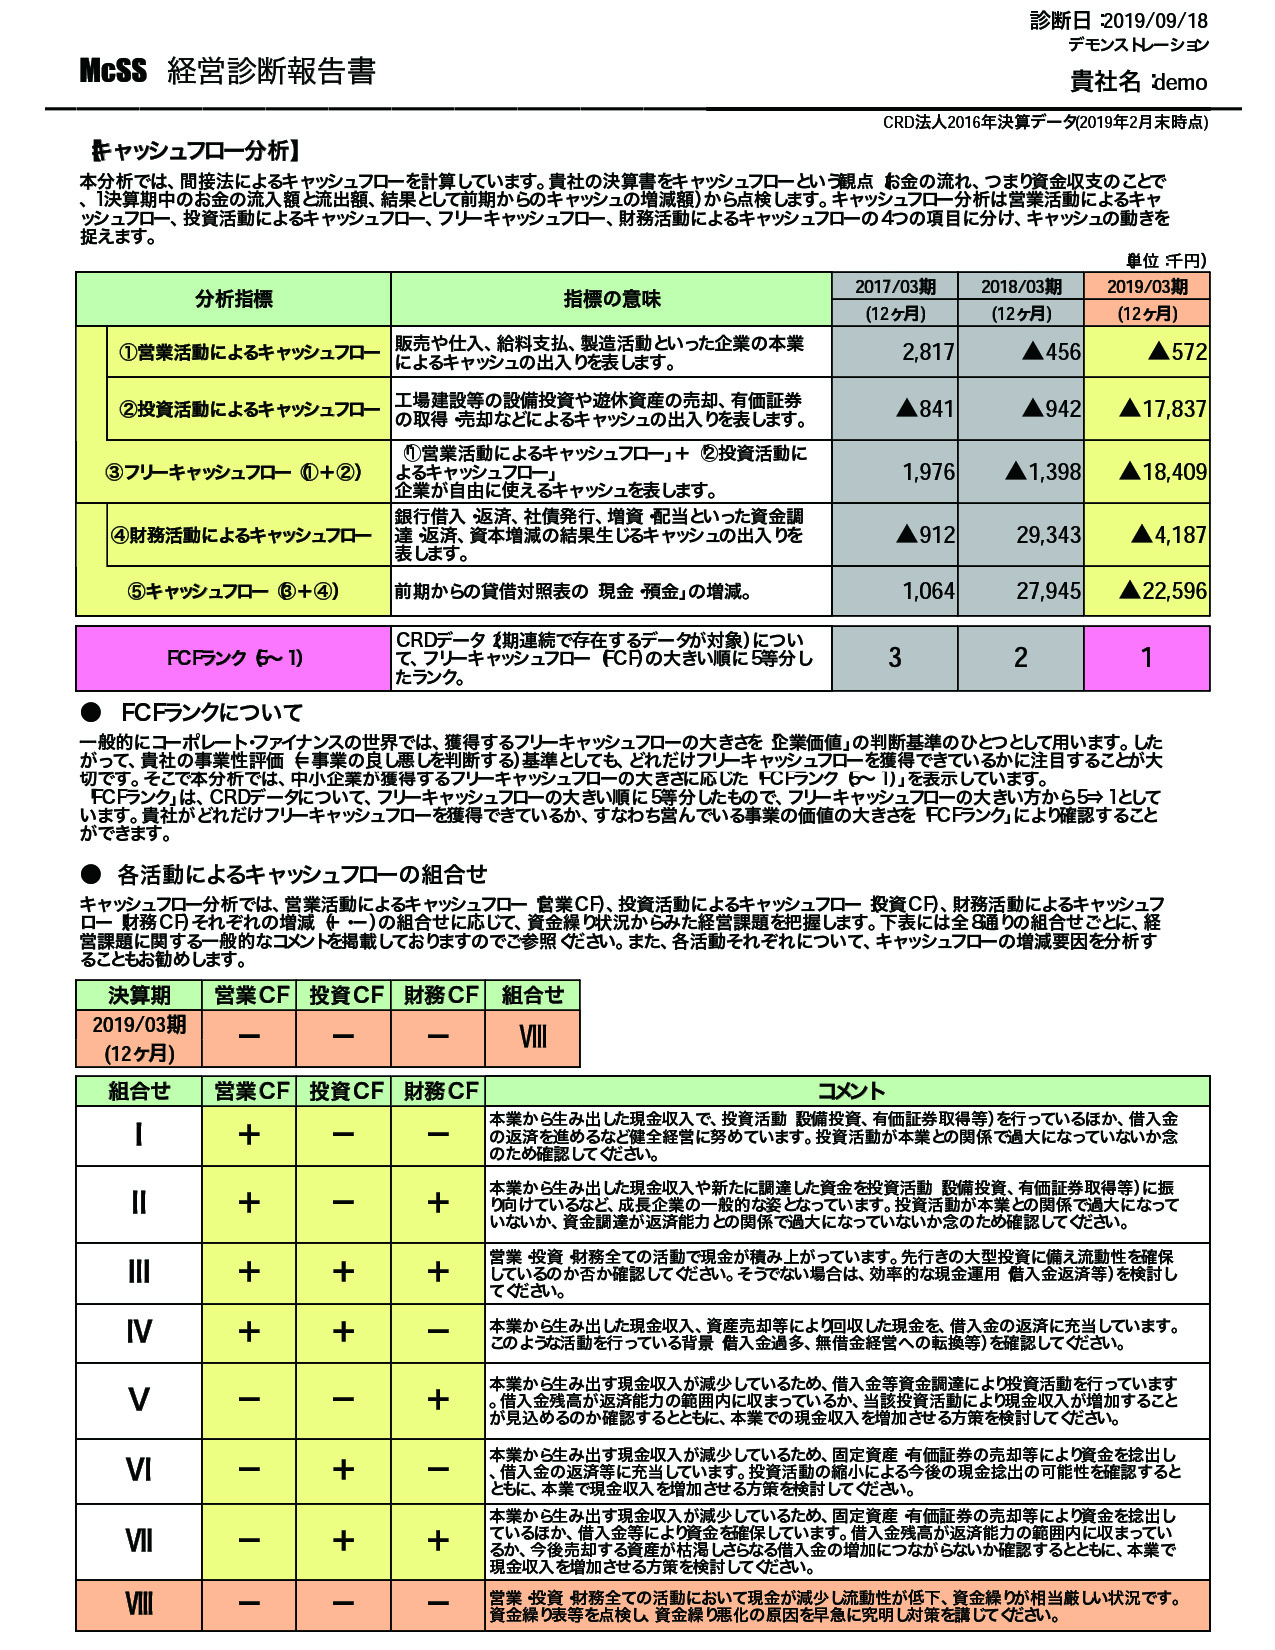 診断日：2019/09/18
デモンストレーション
McSS 経営診断報告書
貴社名：demo
CRD法人2016年決算データ(2019年2月末時点)
【キャッシュフロー分析】
本分析では、間接法によるキャッシュフローを計算しています。貴社の決算書をキャッシュフローという観点（お金の流れ、つまり資金収支のことで
、1決算期中のお金の流入額と流出額、結果として前期からのキャッシュの増減額）から点検します。キャッシュフロー分析は営業活動によるキャ
ッシュフロー、投資活動によるキャッシュフロー、フリーキャッシュフロー、財務活動によるキャッシュフローの4つの項目に分け、キャッシュの動きを
捉えます。
（単位：千円）
分析指標 指標の意味 2017/03期 2018/03期 2019/03期
(12ヶ月) (12ヶ月) (12ヶ月)
①営業活動によるキャッシュフロー 販売や仕入、給料支払、製造活動といった企業の本業
によるキャッシュの出入りを表します。 2,817 ▲456 ▲572
②投資活動によるキャッシュフロー 工場建設等の設備投資や遊休資産の売却、有価証券
の取得・売却などによるキャッシュの出入りを表します。 ▲841 ▲942 ▲17,837
③フリーキャッシュフロー（①＋②） 「①営業活動によるキャッシュフロー」＋「②投資活動に
よるキャッシュフロー」
企業が自由に使えるキャッシュを表します。 1,976 ▲1,398 ▲18,409
④財務活動によるキャッシュフロー 銀行借入・返済、社債発行、増資・配当といった資金調
達・返済、資本増減の結果生じるキャッシュの出入りを
表します。 ▲912 29,343 ▲4,187
⑤キャッシュフロー（③＋④） 前期からの貸借対照表の「現金・預金」の増減。 1,064 27,945 ▲22,596
FCFランク（5～1） CRDデータ（2期連続で存在するデータが対象）につい
て、フリーキャッシュフロー（FCF）の大きい順に5等分し
たランク。 3 2 1
● FCFランクについて
一般的にコーポレート・ファイナンスの世界では、獲得するフリーキャッシュフローの大きさを「企業価値」の判断基準のひとつとして用います。した
がって、貴社の事業性評価（＝事業の良し悪しを判断する）基準としても、どれだけフリーキャッシュフローを獲得できているかに注目することが大
切です。そこで本分析では、中小企業が獲得するフリーキャッシュフローの大きさに応じた「FCFランク（5～1）」を表示しています。
「FCFランク」は、CRDデータについて、フリーキャッシュフローの大きい順に5等分したもので、フリーキャッシュフローの大きい方から5⇒1として
います。貴社がどれだけフリーキャッシュフローを獲得できているか、すなわち営んでいる事業の価値の大きさを「FCFランク」により確認すること
ができます。
● 各活動によるキャッシュフローの組合せ
キャッシュフロー分析では、営業活動によるキャッシュフロー（営業CF）、投資活動によるキャッシュフロー（投資CF）、財務活動によるキャッシュフ
ロー（財務CF）それぞれの増減（＋・－）の組合せに応じて、資金繰り状況からみた経営課題を把握します。下表には全8通りの組合せごとに、経
営課題に関する一般的なコメントを掲載しておりますのでご参照ください。また、各活動それぞれについて、キャッシュフローの増減要因を分析す
ることもお勧めします。
決算期 営業CF 投資CF 財務CF 組合せ
2019/03期
(12ヶ月) － － － Ⅷ
組合せ 営業CF 投資CF 財務CF コメント
Ⅰ ＋ － － 本業から生み出した現金収入で、投資活動（設備投資、有価証券取得等）を行っているほか、借入金
の返済を進めるなど健全経営に努めています。投資活動が本業との関係で過大になっていないか念
のため確認してください。
Ⅱ ＋ － ＋ 本業から生み出した現金収入や新たに調達した資金を投資活動（設備投資、有価証券取得等）に振
り向けているなど、成長企業の一般的な姿となっています。投資活動が本業との関係で過大になって
いないか、資金調達が返済能力との関係で過大になっていないか念のため確認してください。
Ⅲ ＋ ＋ ＋ 営業・投資・財務全ての活動で現金が積み上がっています。先行きの大型投資に備え流動性を確保
しているのか否か確認してください。そうでない場合は、効率的な現金運用（借入金返済等）を検討し
てください。
Ⅳ ＋ ＋ － 本業から生み出した現金収入、資産売却等により回収した現金を、借入金の返済に充当しています。
このような活動を行っている背景（借入金過多、無借金経営への転換等）を確認してください。
Ⅴ － － ＋ 本業から生み出す現金収入が減少しているため、借入金等資金調達により投資活動を行っています
。借入金残高が返済能力の範囲内に収まっているか、当該投資活動により現金収入が増加すること
が見込めるのか確認するとともに、本業での現金収入を増加させる方策を検討してください。
Ⅵ － ＋ － 本業から生み出す現金収入が減少しているため、固定資産・有価証券の売却等により資金を捻出し
、借入金の返済等に充当しています。投資活動の縮小による今後の現金捻出の可能性を確認すると
ともに、本業で現金収入を増加させる方策を検討してください。
Ⅶ － ＋ ＋ 本業から生み出す現金収入が減少しているため、固定資産・有価証券の売却等により資金を捻出し
ているほか、借入金等により資金を確保しています。借入金残高が返済能力の範囲内に収まってい
るか、今後売却する資産が枯渇しさらなる借入金の増加につながらないか確認するとともに、本業で
現金収入を増加させる方策を検討してください。
Ⅷ － － － 営業・投資・財務全ての活動において現金が減少し流動性が低下、資金繰りが相当厳しい状況です。
資金繰り表等を点検し、資金繰り悪化の原因を早急に究明し対策を講じてください。